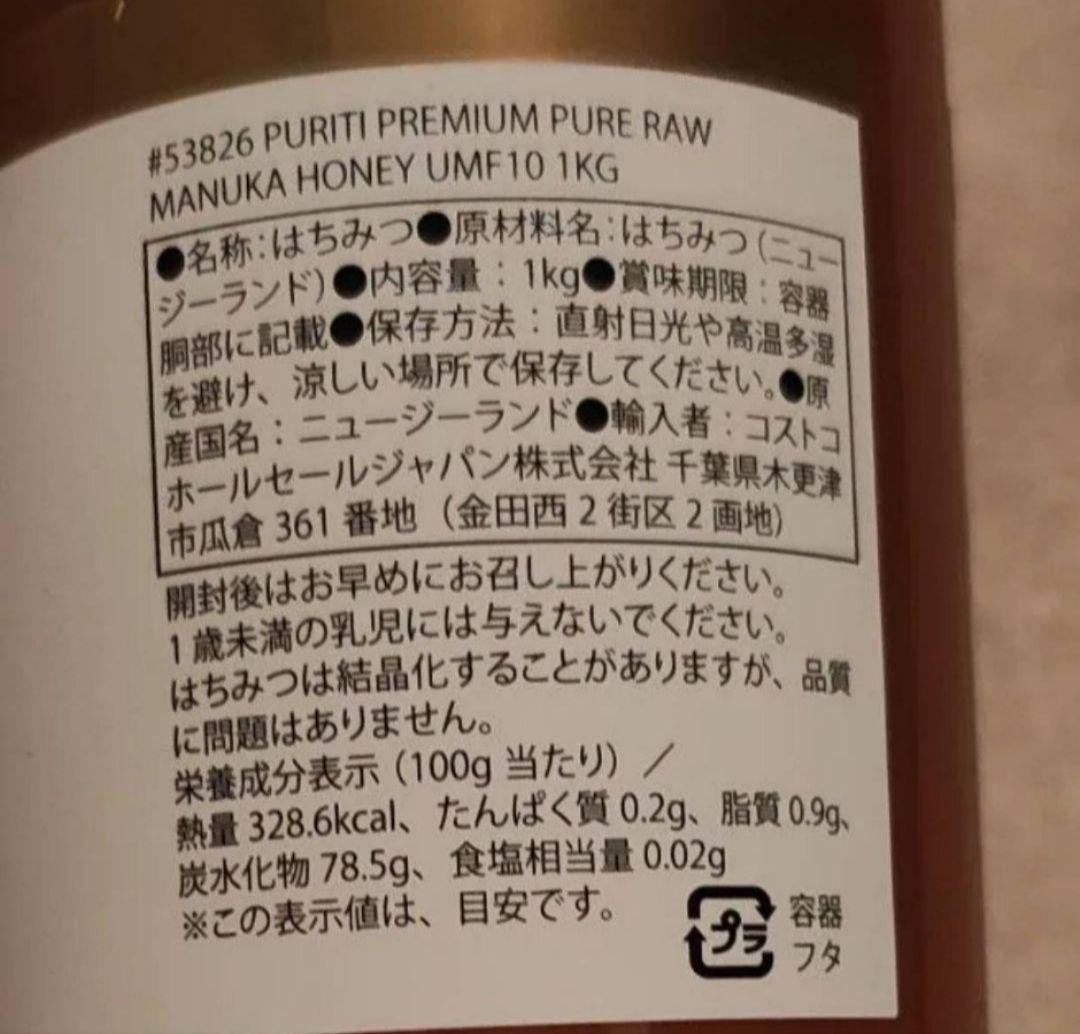 #53826 PURITI PREMIUM PURE RAW
MANUKA HONEY UMF10 1KG
●名称：はちみつ●原材料名：はちみつ（ニュー
ジーランド）●内容量：1kg●賞味期限：容器
胴部に記載●保存方法：直射日光や高温多湿
を避け、涼しい場所で保存してください。●原
産国名：ニュージーランド●輸入者：コストコ
ホールセールジャパン株式会社 千葉県木更津
市瓜倉 361 番地（金田西 2 街区 2 画地）
開封後はお早めにお召し上がりください。
1 歳未満の乳児には与えないでください。
はちみつは結晶化することがありますが、品質
に問題はありません。
栄養成分表示（100g 当たり）／
熱量 328.6kcal、たんぱく質 0.2g、脂質 0.9g、
炭水化物 78.5g、食塩相当量 0.02g
※この表示値は、目安です。
プラ
容器
フタ